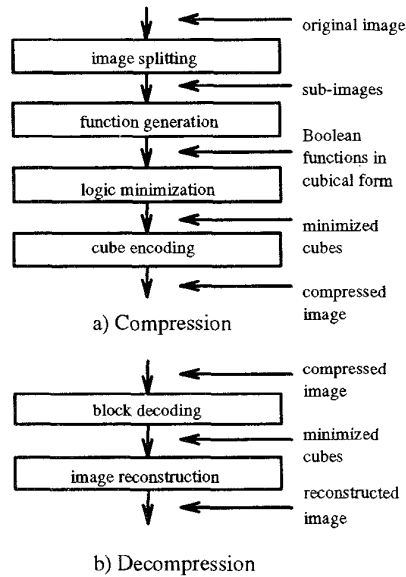 original image
image splitting
sub-images
function generation
Boolean
functions in
cubical form
logic minimization
minimized
cubes
cube encoding
compressed
image
a) Compression
compressed
image
block decoding
minimized
cubes
image reconstruction
reconstructed
image
b) Decompression